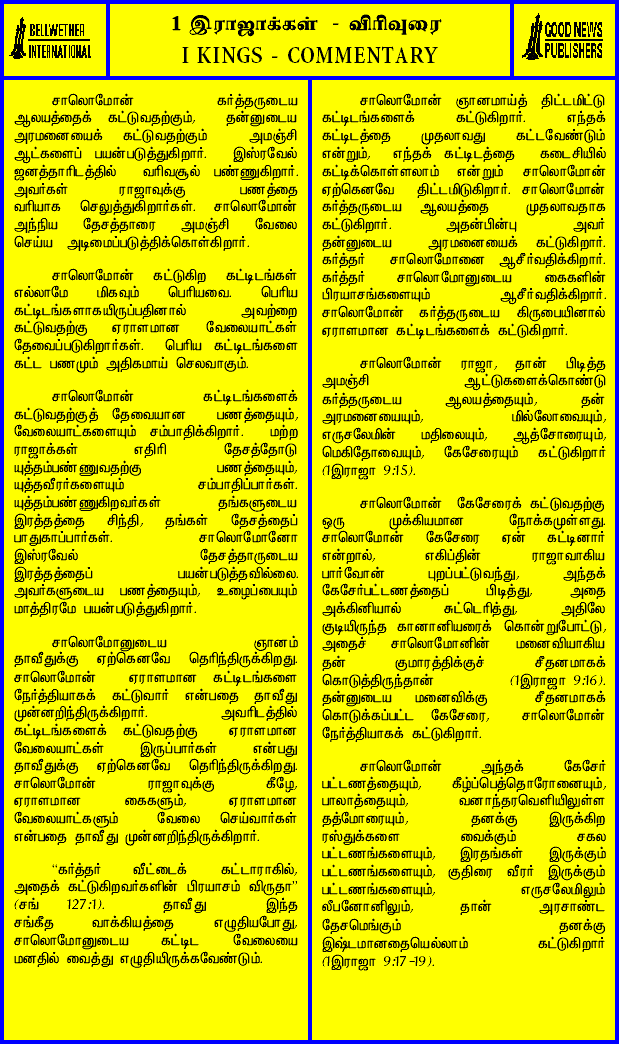 BELLWETHER
INTERNATIONAL
1 இராஜாக்கள் - விரிவுரை
I KINGS - COMMENTARY
GOOD NEWS
PUBLISHERS
சாலொமோன் கர்த்தருடைய
ஆலயத்தைக் கட்டுவதற்கும், தன்னுடைய
அரமனையைக் கட்டுவதற்கும் அமஞ்சி
ஆட்களைப் பயன்படுத்துகிறார். இஸ்ரவேல்
ஜனத்தாரிடத்தில் வரிவசூல் பண்ணுகிறார்.
அவர்கள் ராஜாவுக்கு பணத்தை
வரியாக செலுத்துகிறார்கள். சாலொமோன்
அந்நிய தேசத்தாரை அமஞ்சி வேலை
செய்ய அடிமைப்படுத்திக்கொள்கிறார்.
சாலொமோன் கட்டுகிற கட்டிடங்கள்
எல்லாமே மிகவும் பெரியவை. பெரிய
கட்டிடங்களாகயிருப்பதினால் அவற்றை
கட்டுவதற்கு ஏராளமான வேலையாட்கள்
தேவைப்படுகிறார்கள். பெரிய கட்டிடங்களை
கட்ட பணமும் அதிகமாய் செலவாகும்.
சாலொமோன் கட்டிடங்களைக்
கட்டுவதற்குத் தேவையான பணத்தையும்,
வேலையாட்களையும் சம்பாதிக்கிறார். மற்ற
ராஜாக்கள் எதிரி தேசத்தோடு
யுத்தம்பண்ணுவதற்கு பணத்தையும்,
யுத்தவீரர்களையும் சம்பாதிப்பார்கள்.
யுத்தம்பண்ணுகிறவர்கள் தங்களுடைய
இரத்தத்தை சிந்தி, தங்கள் தேசத்தைப்
பாதுகாப்பார்கள். சாலொமோனோ
இஸ்ரவேல் தேசத்தாருடைய
இரத்தத்தைப் பயன்படுத்தவில்லை.
அவர்களுடைய பணத்தையும், உழைப்பையும்
மாத்திரமே பயன்படுத்துகிறார்.
சாலொமோனுடைய ஞானம்
தாவீதுக்கு ஏற்கெனவே தெரிந்திருக்கிறது.
சாலொமோன் ஏராளமான கட்டிடங்களை
நேர்த்தியாகக் கட்டுவார் என்பதை தாவீது
முன்னறிந்திருக்கிறார். அவரிடத்தில்
கட்டிடங்களைக் கட்டுவதற்கு ஏராளமான
வேலையாட்கள் இருப்பார்கள் என்பது
தாவீதுக்கு ஏற்கெனவே தெரிந்திருக்கிறது.
சாலொமோன் ராஜாவுக்கு கீழே,
ஏராளமான கைகளும், ஏராளமான
வேலையாட்களும் வேலை செய்வார்கள்
என்பதை தாவீது முன்னறிந்திருக்கிறார்.
“கர்த்தர் வீட்டைக் கட்டாராகில்,
அதைக் கட்டுகிறவர்களின் பிரயாசம் விருதா”
(சங் 127:1). தாவீது இந்த
சங்கீத வாக்கியத்தை எழுதியபோது,
சாலொமோனுடைய கட்டிட வேலையை
மனதில் வைத்து எழுதியிருக்கவேண்டும்.
சாலொமோன் ஞானமாய்த் திட்டமிட்டு
கட்டிடங்களைக் கட்டுகிறார். எந்தக்
கட்டிடத்தை முதலாவது கட்டவேண்டும்
என்றும், எந்தக் கட்டிடத்தை கடைசியில்
கட்டிக்கொள்ளலாம் என்றும் சாலொமோன்
ஏற்கெனவே திட்டமிடுகிறார். சாலொமோன்
கர்த்தருடைய ஆலயத்தை முதலாவதாக
கட்டுகிறார். அதன்பின்பு அவர்
தன்னுடைய அரமனையைக் கட்டுகிறார்.
கர்த்தர் சாலொமோனை ஆசீர்வதிக்கிறார்.
கர்த்தர் சாலொமோனுடைய கைகளின்
பிரயாசங்களையும் ஆசீர்வதிக்கிறார்.
சாலொமோன் கர்த்தருடைய கிருபையினால்
ஏராளமான கட்டிடங்களைக் கட்டுகிறார்.
சாலொமோன் ராஜா, தான் பிடித்த
அமஞ்சி ஆட்டுகளைக்கொண்டு
கர்த்தருடைய ஆலயத்தையும், தன்
அரமனையையும், மில்லோவையும்,
எருசலேமின் மதிலையும், ஆத்சோரையும்,
மெகிதோவையும், கேசேரையும் கட்டுகிறார்
(1இராஜா 9:15).
சாலொமோன் கேசேரைக் கட்டுவதற்கு
ஒரு முக்கியமான நோக்கமுள்ளது.
சாலொமோன் கேசேரை ஏன் கட்டினார்
என்றால், எகிப்தின் ராஜாவாகிய
பார்வோன் புறப்பட்டுவந்து, அந்தக்
கேசேர்பட்டணத்தைப் பிடித்து, அதை
அக்கினியால் சுட்டெரித்து, அதிலே
குடியிருந்த கானானியரைக் கொன்றுபோட்டு,
அதைச் சாலொமோனின் மனைவியாகிய
தன் குமாரத்திக்குச் சீதனமாகக்
கொடுத்திருந்தான் (1இராஜா 9:16).
தன்னுடைய மனைவிக்கு சீதனமாகக்
கொடுக்கப்பட்ட கேசேரை, சாலொமோன்
நேர்த்தியாகக் கட்டுகிறார்.
சாலொமோன் அந்தக் கேசேர்
பட்டணத்தையும், கீழ்ப்பெத்தொரோனையும்,
பாலாத்தையும், வனாந்தரவெளியிலுள்ள
தத்மோரையும், தனக்கு இருக்கிற
ரஸ்துக்களை வைக்கும் சகல
பட்டணங்களையும், இரதங்கள் இருக்கும்
பட்டணங்களையும், குதிரை வீரர் இருக்கும்
பட்டணங்களையும், எருசலேமிலும்
லீபனோனிலும், தான் அரசாண்ட
தேசமெங்கும் தனக்கு
இஷ்டமானதையெல்லாம் கட்டுகிறார்
(1இராஜா 9:17-19).